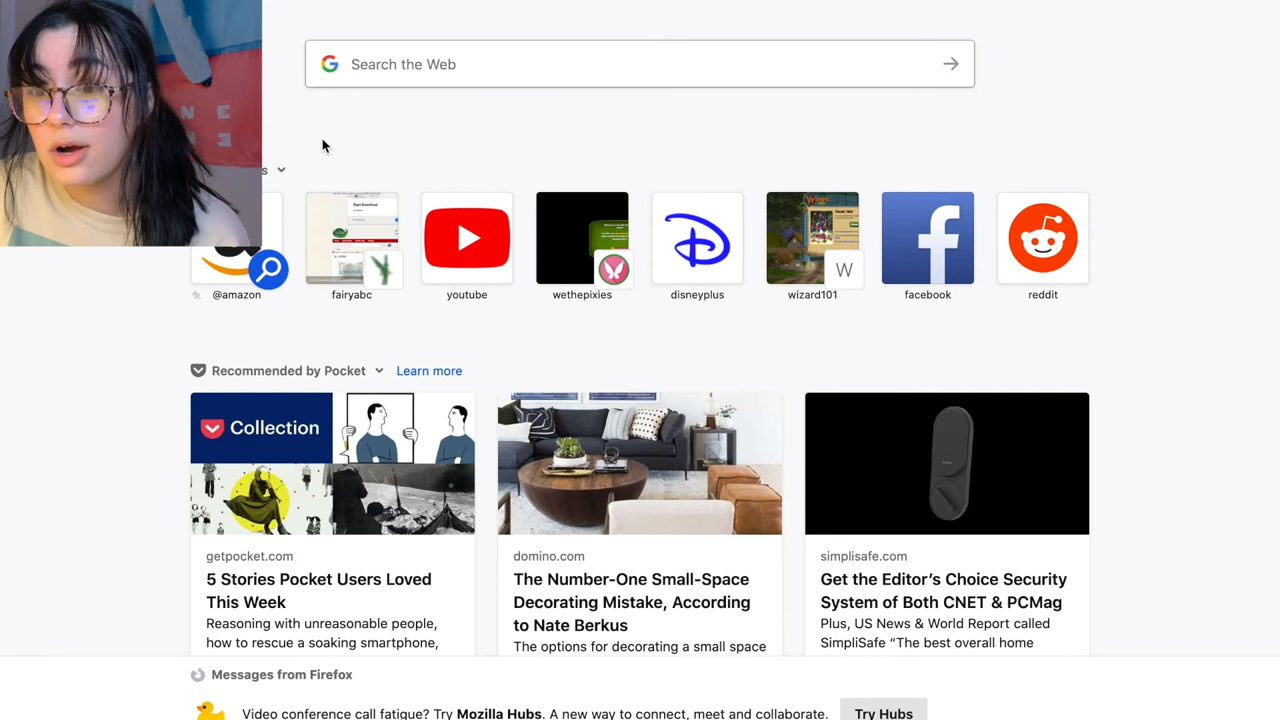 Search the Web
s
@amazon
fairyabc
youtube
wethepixies
disneyplus
wizard101
facebook
reddit
W
Recommended by Pocket
Learn more
Collection
getpocket.com
5 Stories Pocket Users Loved
This Week
Reasoning with unreasonable people,
how to rescue a soaking smartphone,
domino.com
The Number-One Small-Space
Decorating Mistake, According
to Nate Berkus
The options for decorating a small space
simplisafe.com
Get the Editor's Choice Security
System of Both CNET & PCMag
Plus, US News & World Report called
SimpliSafe “The best overall home
Messages from Firefox
Video conference call fatigue? Try Mozilla Hubs. A new way to connect, meet and collaborate.
Try Hubs